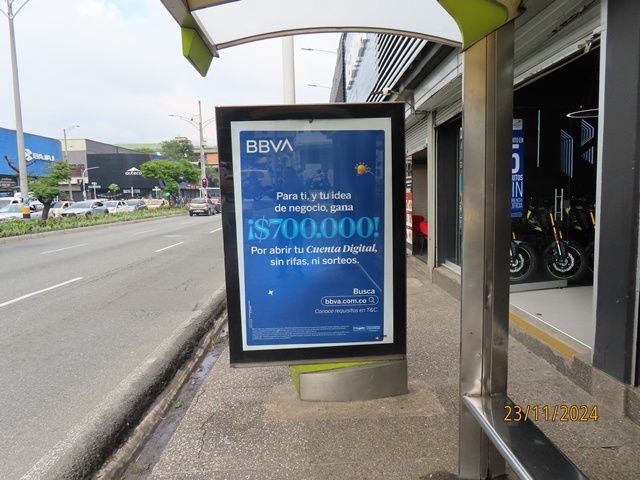 BBVA
Para ti, y tu idea
de negocio, gana
¡$700.000!
Por abrir tu Cuenta Digital,
sin rifas, ni sorteos.
Busca
bbva.com.co
Conoce requisitos en T&C.
BAJAJ
23/11/2024